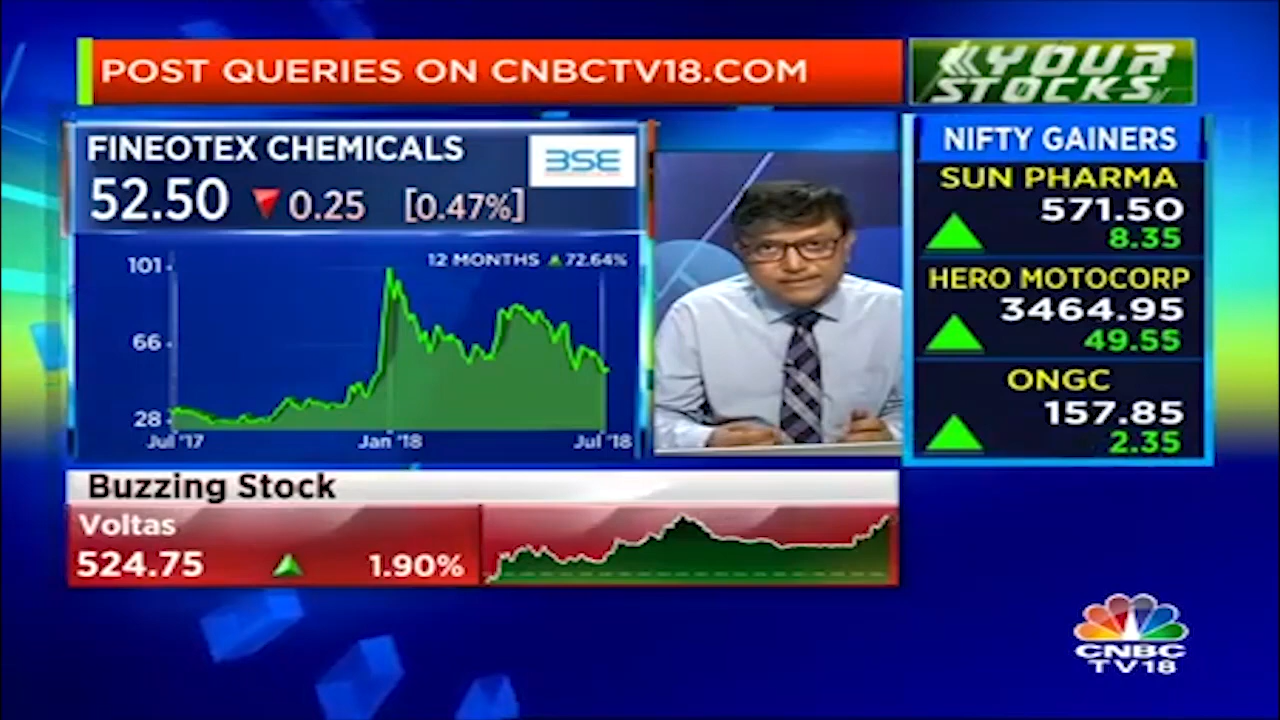 POST QUERIES ON CNBCTV18.COM
YOUR
STOCKS
FINEOTEX CHEMICALS
BSE
52.50 0.25 [0.47%]
12 MONTHS 72.64%
101
66
28
Jul '17 Jan '18 Jul '18
NIFTY GAINERS
SUN PHARMA
571.50
8.35
HERO MOTOCORP
3464.95
49.55
ONGC
157.85
2.35
Buzzing Stock
Voltas
524.75 1.90%
CNBC
TV18